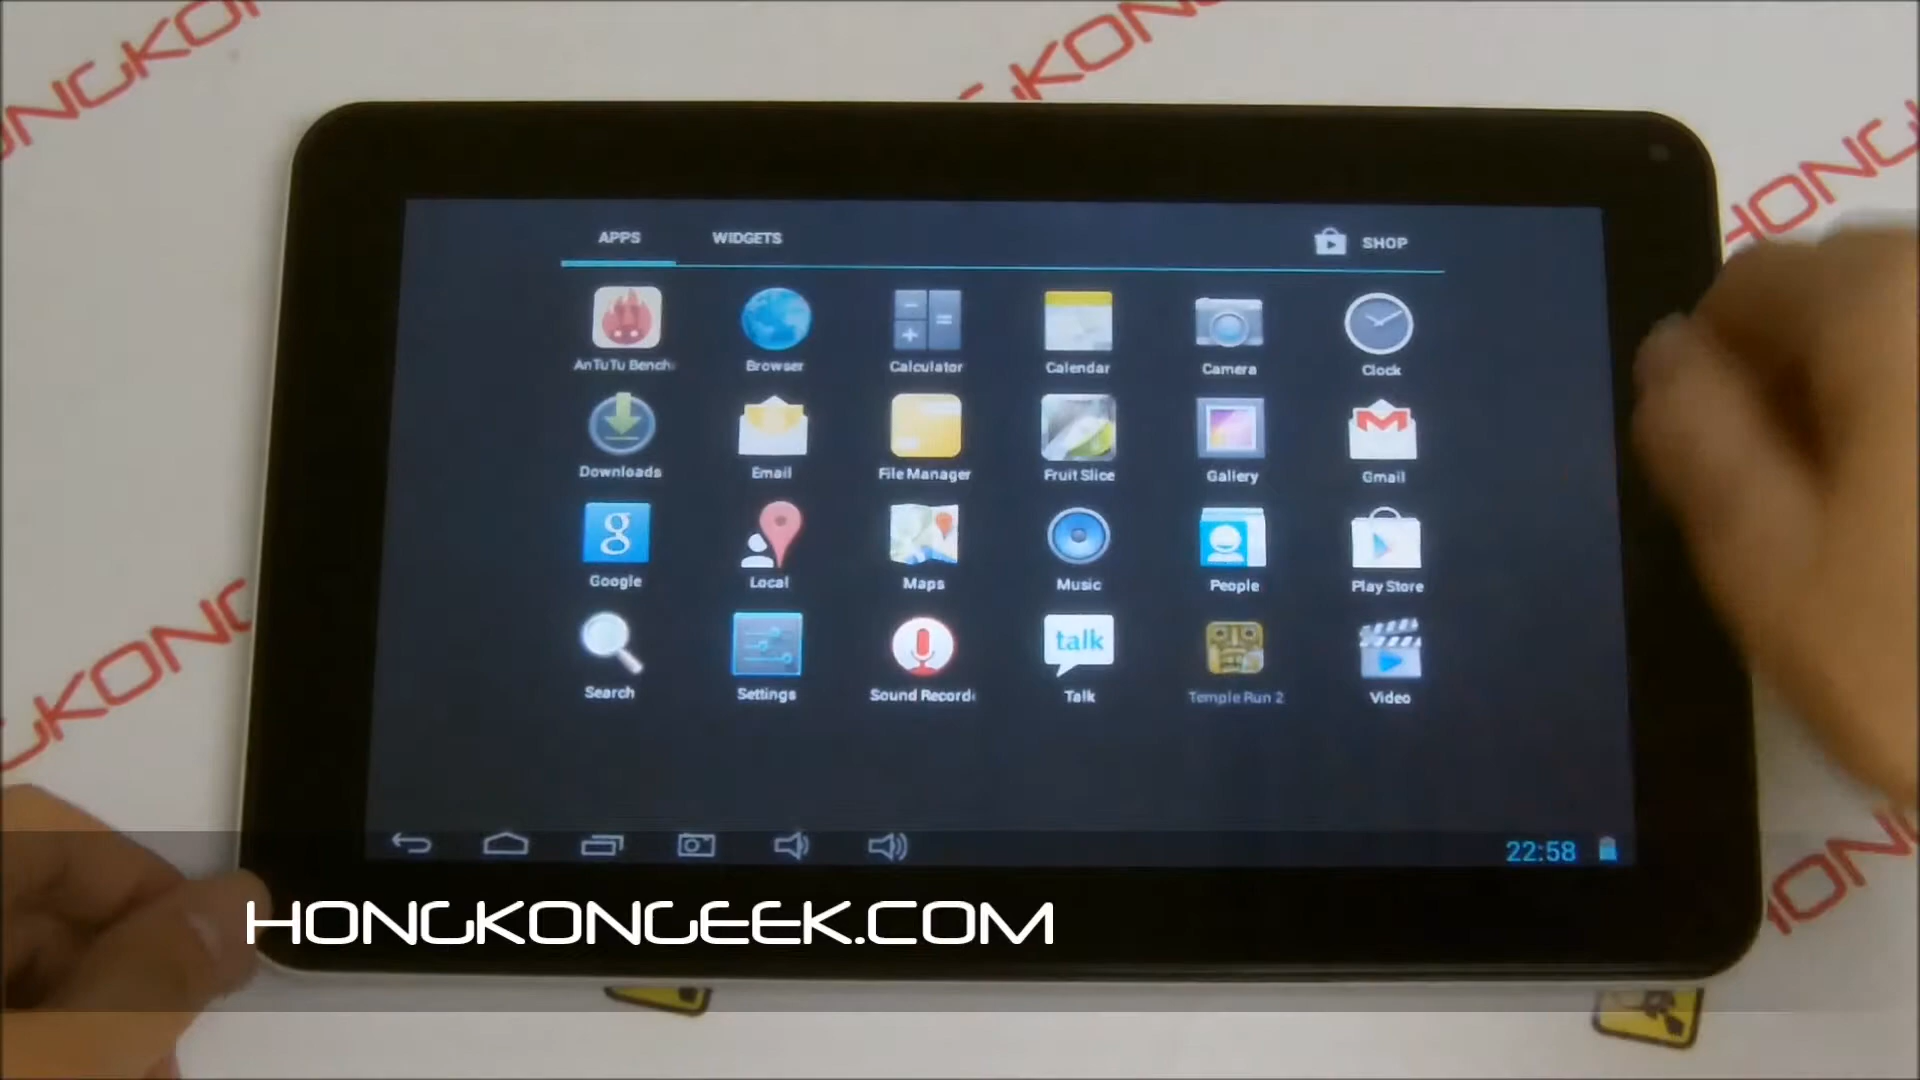 APPS WIDGETS SHOP
AnTuTu Bench Browser Calculator Calendar Camera Clock
Downloads Email File Manager Fruit Slice Gallery Gmail
g
Google Local Maps Music People Play Store
talk
Search Settings Sound Recorde Talk Temple Run 2 Video
22:58
HONGKONGEEK.COM